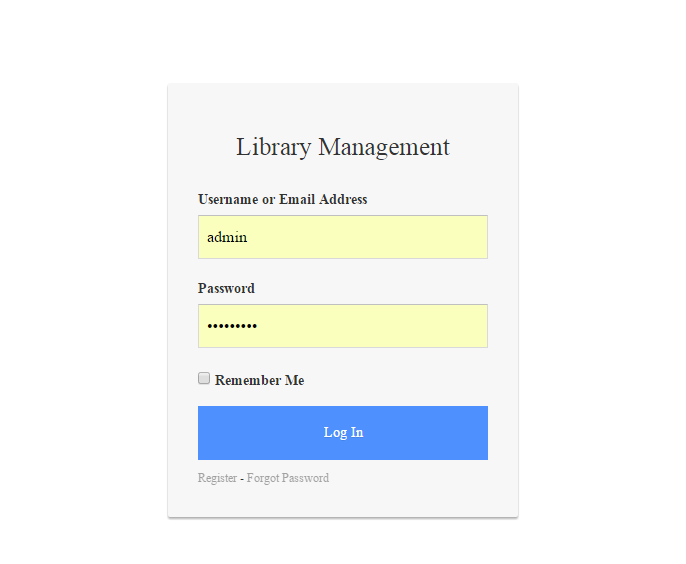 Library Management
Username or Email Address
admin
Password
•••••••••
Remember Me
Log In
Register - Forgot Password